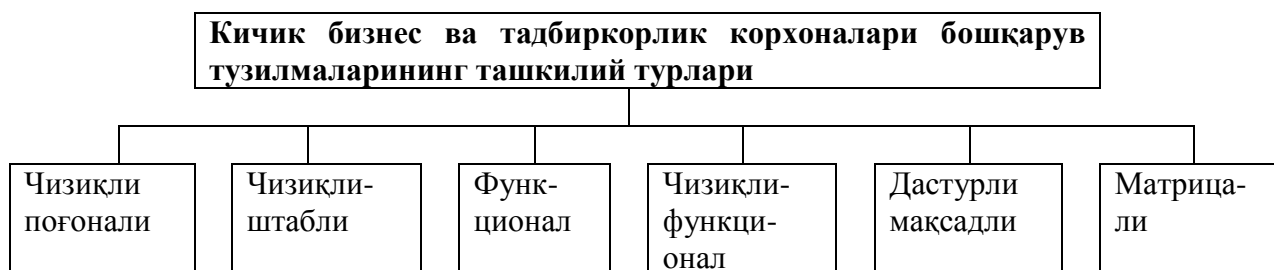 Кичик бизнес ва тадбиркорлик корхоналари бошқарув
тузилмаларининг ташкилий турлари
Чизиқли
поғонали
Чизиқли-
штабли
Функ-
ционал
Чизиқли-
функци-
онал
Дастурли
мақсадли
Матрица-
ли